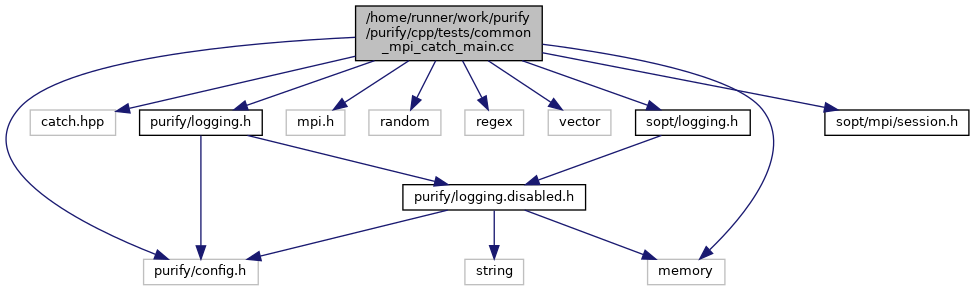 /home/runner/work/purify
/purify/cpp/tests/common
_mpi_catch_main.cc
catch.hpp
purify/logging.h
mpi.h
random
regex
vector
sopt/logging.h
sopt/mpi/session.h
purify/logging.disabled.h
purify/config.h
string
memory